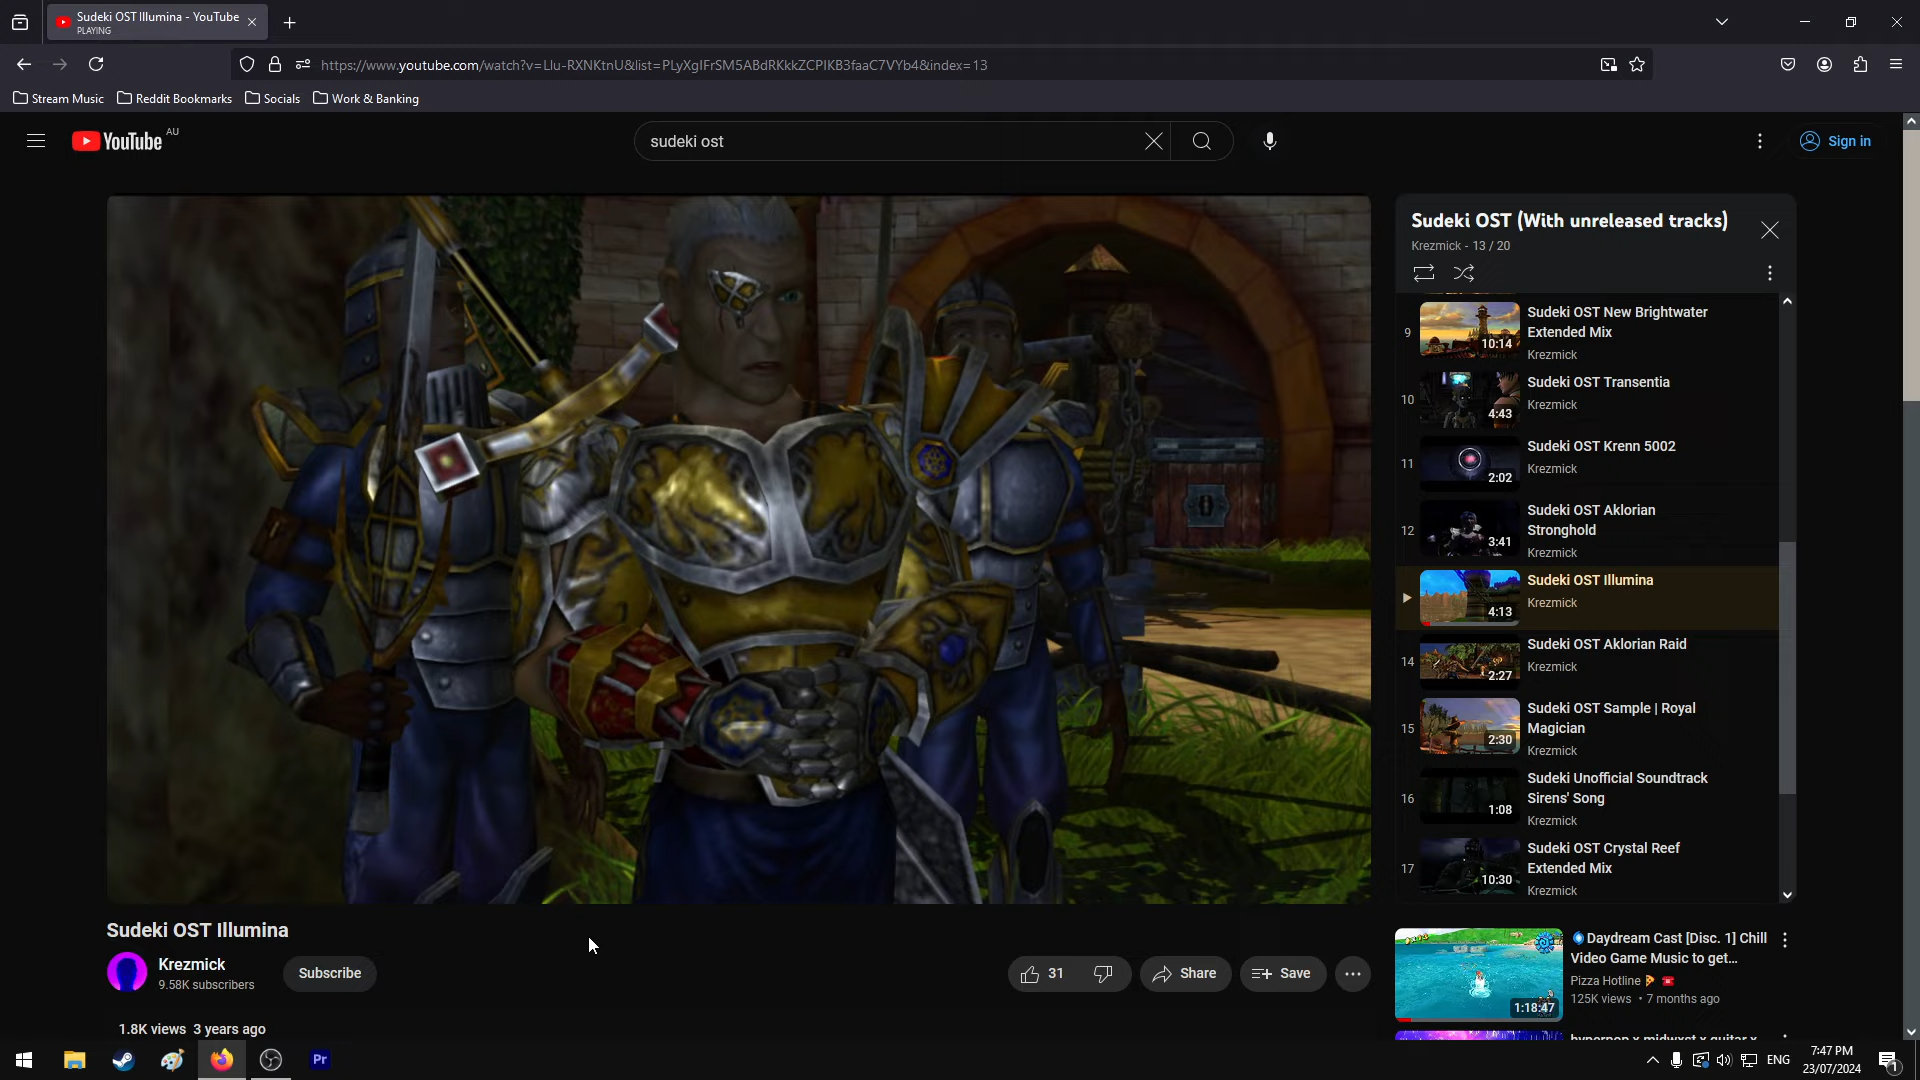 Sudeki OST Illumina - YouTube
PLAYING
https://www.youtube.com/watch?v=Llu-RXNKtnU&list=PLyXgIFrSM5ABdRKkkZCPIKB3faaC7VYb4&index=13
Stream Music
Reddit Bookmarks
Socials
Work & Banking
YouTube AU
sudeki ost
Sign in
Sudeki OST (With unreleased tracks)
Krezmick - 13 / 20
9
10:14
Sudeki OST New Brightwater
Extended Mix
Krezmick
10
4:43
Sudeki OST Transentia
Krezmick
11
2:02
Sudeki OST Krenn 5002
Krezmick
12
3:41
Sudeki OST Aklorian
Stronghold
Krezmick
4:13
Sudeki OST Illumina
Krezmick
14
2:27
Sudeki OST Aklorian Raid
Krezmick
15
2:30
Sudeki OST Sample | Royal
Magician
Krezmick
16
1:08
Sudeki Unofficial Soundtrack
Sirens' Song
Krezmick
17
10:30
Sudeki OST Crystal Reef
Extended Mix
Krezmick
Sudeki OST Illumina
Krezmick
9.58K subscribers
Subscribe
31
Share
Save
1.8K views 3 years ago
1:18:47
Daydream Cast [Disc. 1] Chill
Video Game Music to get...
Pizza Hotline
125K views • 7 months ago
hyperpop x midwxst x guitar x
Pr
ENG
7:47 PM
23/07/2024
1